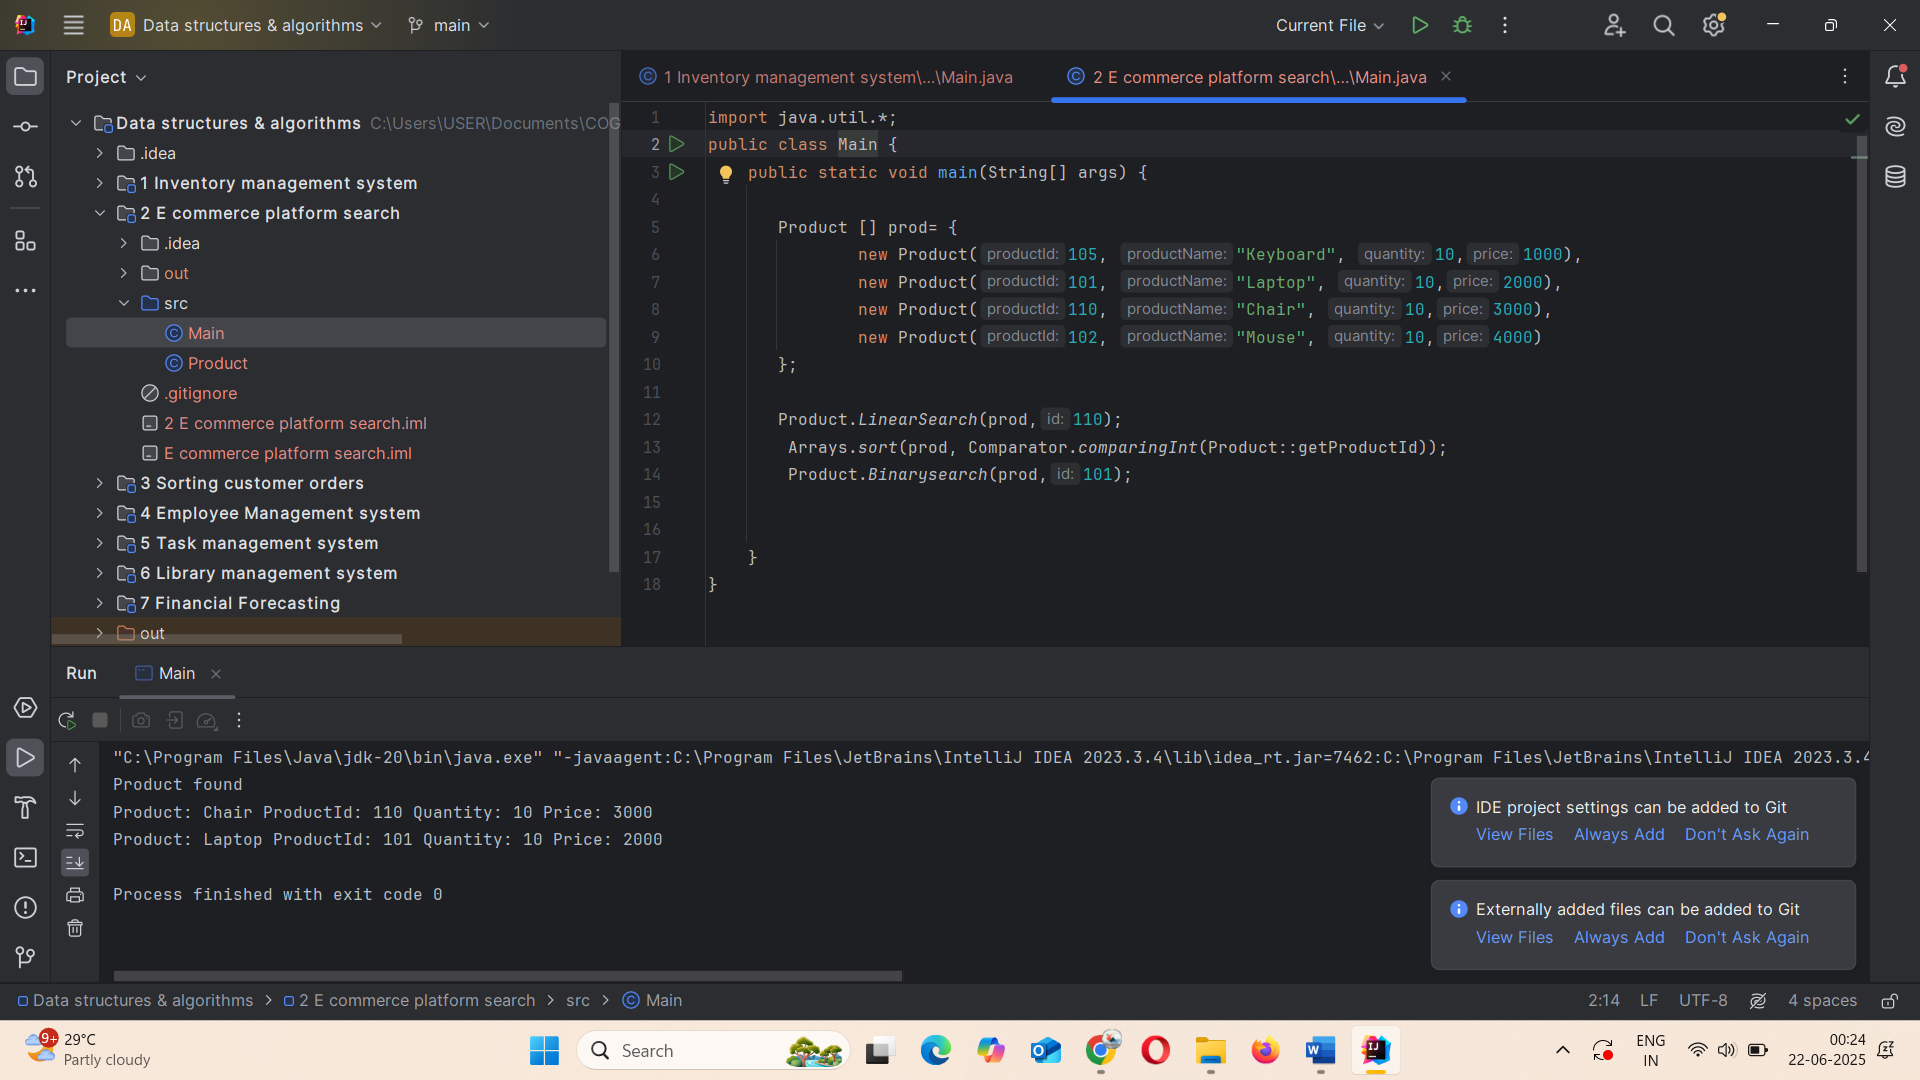 DA Data structures & algorithms main Current File
Project
Data structures & algorithms C:\Users\USER\Documents\COG
.idea
1 Inventory management system
2 E commerce platform search
.idea
out
src
Main
Product
.gitignore
2 E commerce platform search.iml
E commerce platform search.iml
3 Sorting customer orders
4 Employee Management system
5 Task management system
6 Library management system
7 Financial Forecasting
out
1 Inventory management system\...\Main.java 2 E commerce platform search\...\Main.java
1 import java.util.*;
2 public class Main {
3 public static void main(String[] args) {
4
5 Product [] prod= {
6 new Product( productId: 105, productName: "Keyboard", quantity: 10, price: 1000),
7 new Product( productId: 101, productName: "Laptop", quantity: 10, price: 2000),
8 new Product( productId: 110, productName: "Chair", quantity: 10, price: 3000),
9 new Product( productId: 102, productName: "Mouse", quantity: 10, price: 4000)
10 };
11
12 Product.LinearSearch(prod, id: 110);
13 Arrays.sort(prod, Comparator.comparingInt(Product::getProductId));
14 Product.Binarysearch(prod, id: 101);
15
16
17 }
18 }
Run Main
"C:\Program Files\Java\jdk-20\bin\java.exe" "-javaagent:C:\Program Files\JetBrains\IntelliJ IDEA 2023.3.4\lib\idea_rt.jar=7462:C:\Program Files\JetBrains\IntelliJ IDEA 2023.3.4
Product found
Product: Chair ProductId: 110 Quantity: 10 Price: 3000
Product: Laptop ProductId: 101 Quantity: 10 Price: 2000
Process finished with exit code 0
IDE project settings can be added to Git
View Files Always Add Don't Ask Again
Externally added files can be added to Git
View Files Always Add Don't Ask Again
Data structures & algorithms > 2 E commerce platform search > src > Main 2:14 LF UTF-8 4 spaces
9+ 29°C
Partly cloudy
Search
ENG
IN
00:24
22-06-2025